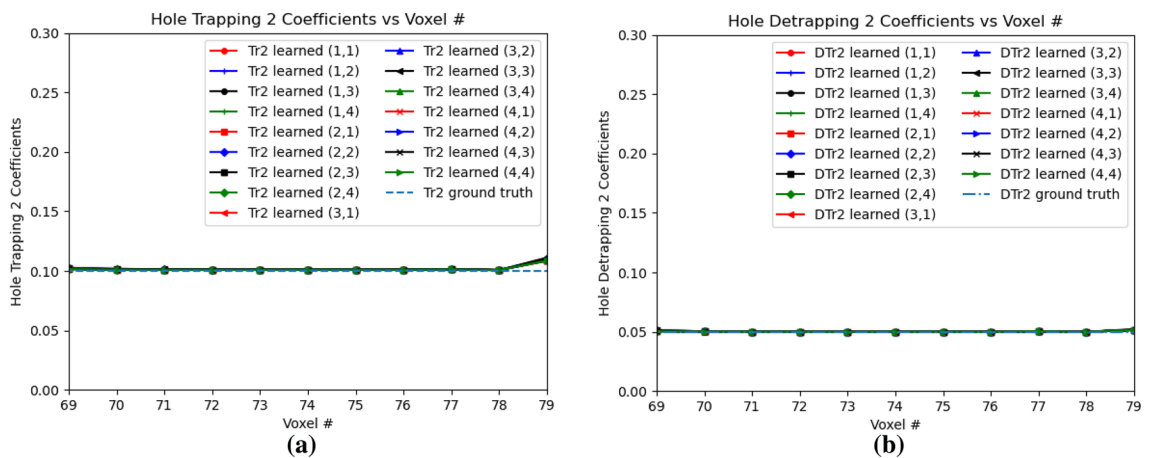 Hole Trapping 2 Coefficients vs Voxel #
Hole Trapping 2 Coefficients
0.30
0.25
0.20
0.15
0.10
0.05
0.00
Tr2 learned (1,1)
Tr2 learned (1,2)
Tr2 learned (1,3)
Tr2 learned (1,4)
Tr2 learned (2,1)
Tr2 learned (2,2)
Tr2 learned (2,3)
Tr2 learned (2,4)
Tr2 learned (3,1)
Tr2 learned (3,2)
Tr2 learned (3,3)
Tr2 learned (3,4)
Tr2 learned (4,1)
Tr2 learned (4,2)
Tr2 learned (4,3)
Tr2 learned (4,4)
Tr2 ground truth
69 70 71 72 73 74 75 76 77 78 79
Voxel #
(a)
Hole Detrapping 2 Coefficients vs Voxel #
Hole Detrapping 2 Coefficients
0.30
0.25
0.20
0.15
0.10
0.05
0.00
DTr2 learned (1,1)
DTr2 learned (1,2)
DTr2 learned (1,3)
DTr2 learned (1,4)
DTr2 learned (2,1)
DTr2 learned (2,2)
DTr2 learned (2,3)
DTr2 learned (2,4)
DTr2 learned (3,1)
DTr2 learned (3,2)
DTr2 learned (3,3)
DTr2 learned (3,4)
DTr2 learned (4,1)
DTr2 learned (4,2)
DTr2 learned (4,3)
DTr2 learned (4,4)
DTr2 ground truth
69 70 71 72 73 74 75 76 77 78 79
Voxel #
(b)